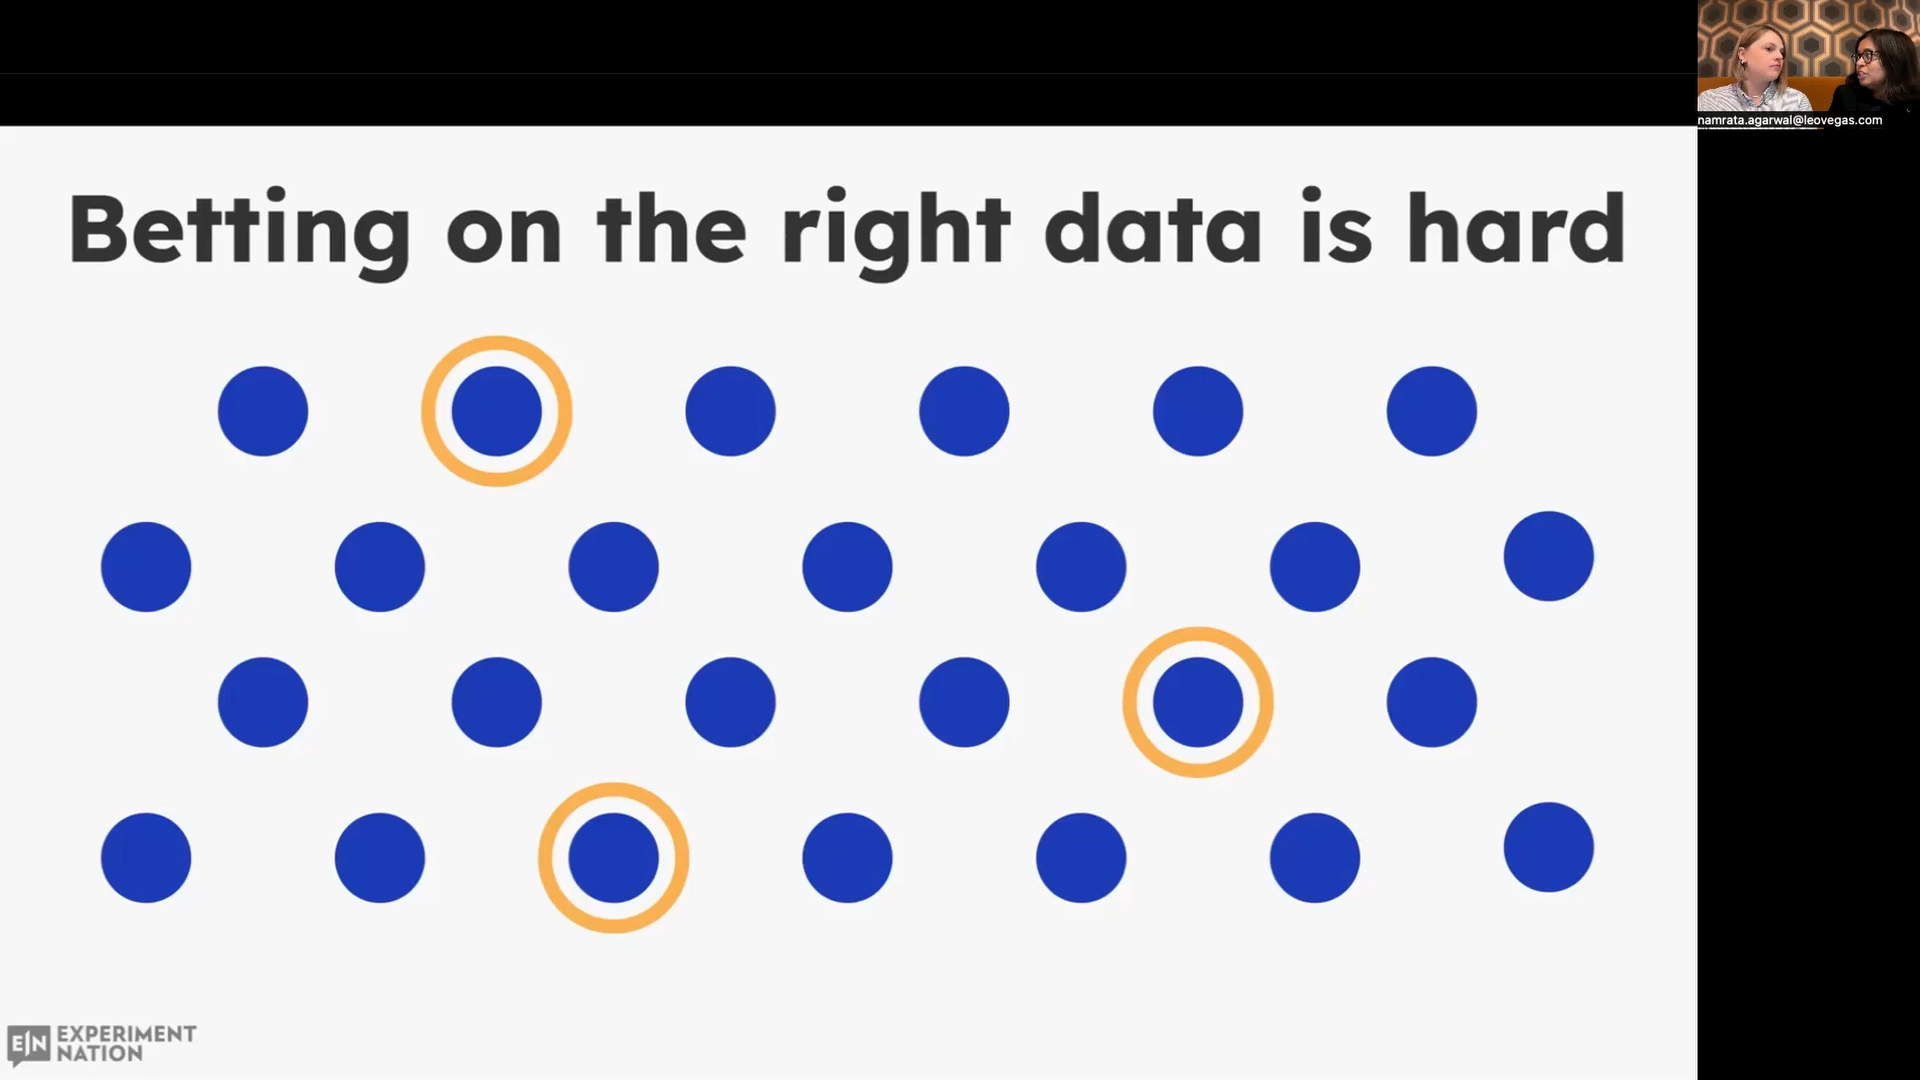 namrata.agarwal@leovegas.com
Betting on the right data is hard
E|N EXPERIMENT
NATION